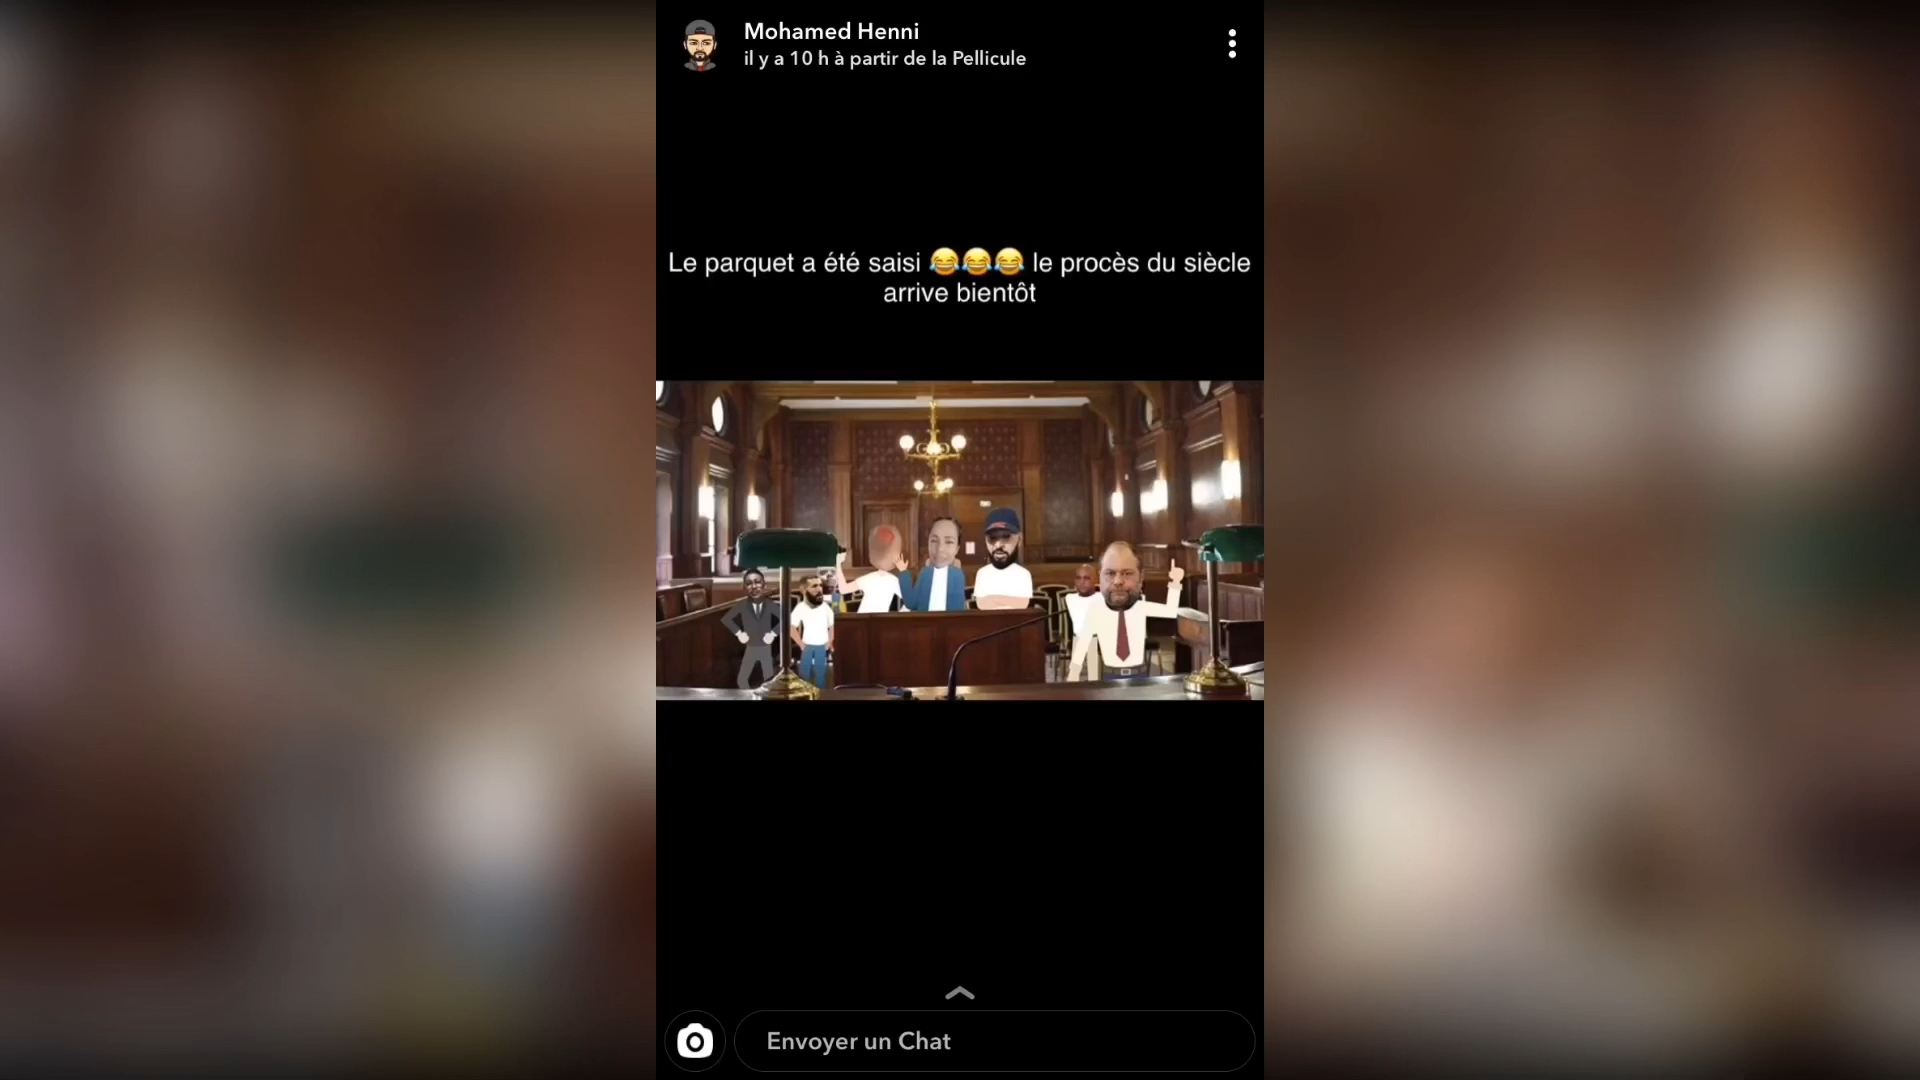 Mohamed Henni
il y a 10 h à partir de la Pellicule
Le parquet a été saisi 😂😂😂 le procès du siècle
arrive bientôt
Envoyer un Chat